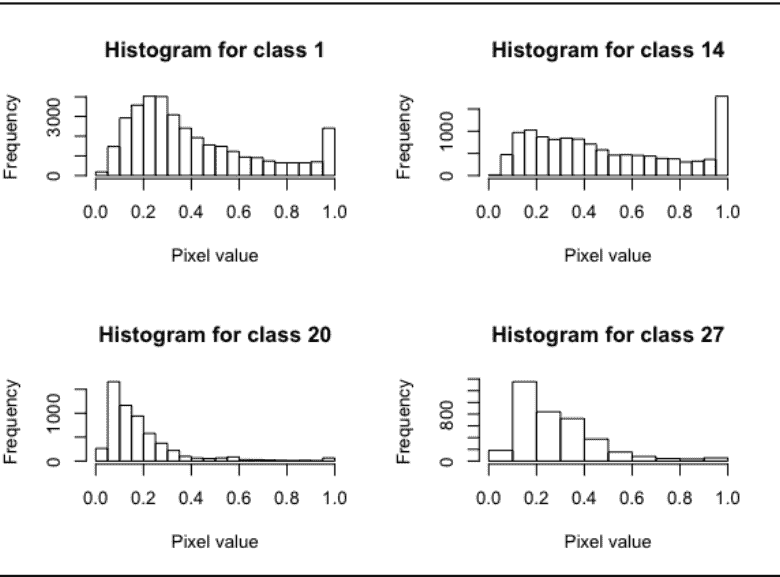 Histogram for class 1
Frequency
0
3000
0.0 0.2 0.4 0.6 0.8 1.0
Pixel value
Histogram for class 14
Frequency
0
1000
0.0 0.2 0.4 0.6 0.8 1.0
Pixel value
Histogram for class 20
Frequency
0
1000
0.0 0.2 0.4 0.6 0.8 1.0
Pixel value
Histogram for class 27
Frequency
0
800
0.0 0.2 0.4 0.6 0.8 1.0
Pixel value